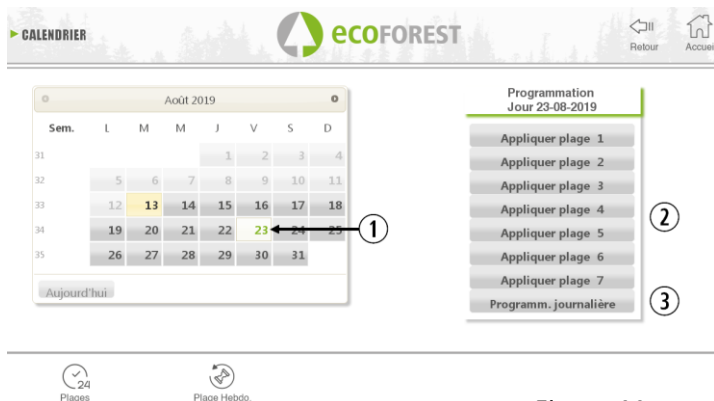 CALENDRIER
ecoFOREST
Retour
Accuei
Août 2019
Sem. L M M J V S D
31 1 2 3 4
32 5 6 7 8 9 10 11
33 12 13 14 15 16 17 18
34 19 20 21 22 23 24 25
35 26 27 28 29 30 31
Aujourd'hui
1
Programmation
Jour 23-08-2019
Appliquer plage 1
Appliquer plage 2
Appliquer plage 3
Appliquer plage 4
Appliquer plage 5
Appliquer plage 6
Appliquer plage 7
Programm. journalière
2
3
24
Plages
Plage Hebdo.